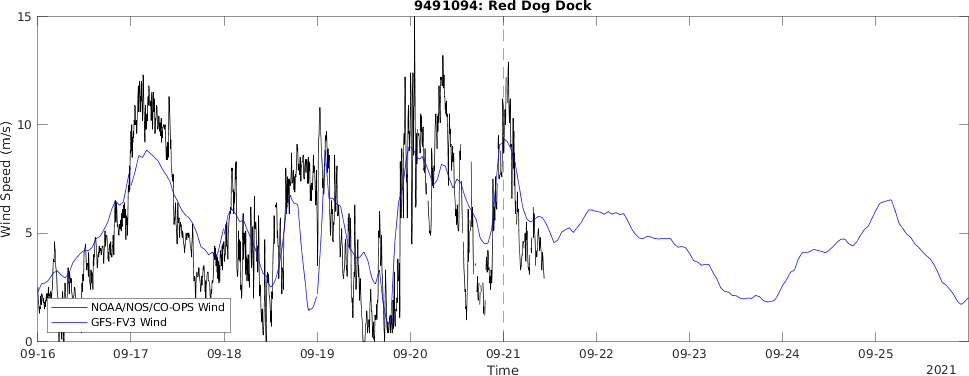 9491094: Red Dog Dock
15
10
5
0
Wind Speed (m/s)
NOAA/NOS/CO-OPS Wind
GFS-FV3 Wind
09-16 09-17 09-18 09-19 09-20 09-21 09-22 09-23 09-24 09-25
Time
2021